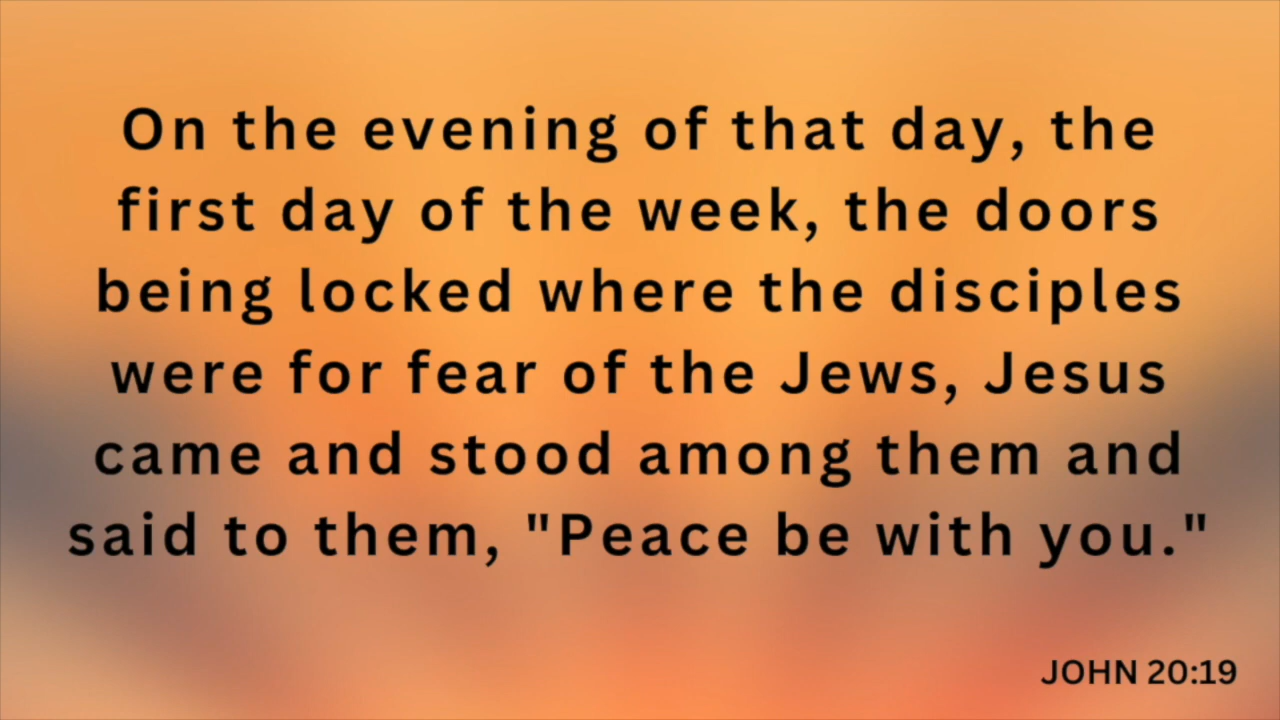 On the evening of that day, the
first day of the week, the doors
being locked where the disciples
were for fear of the Jews, Jesus
came and stood among them and
said to them, "Peace be with you."
JOHN 20:19